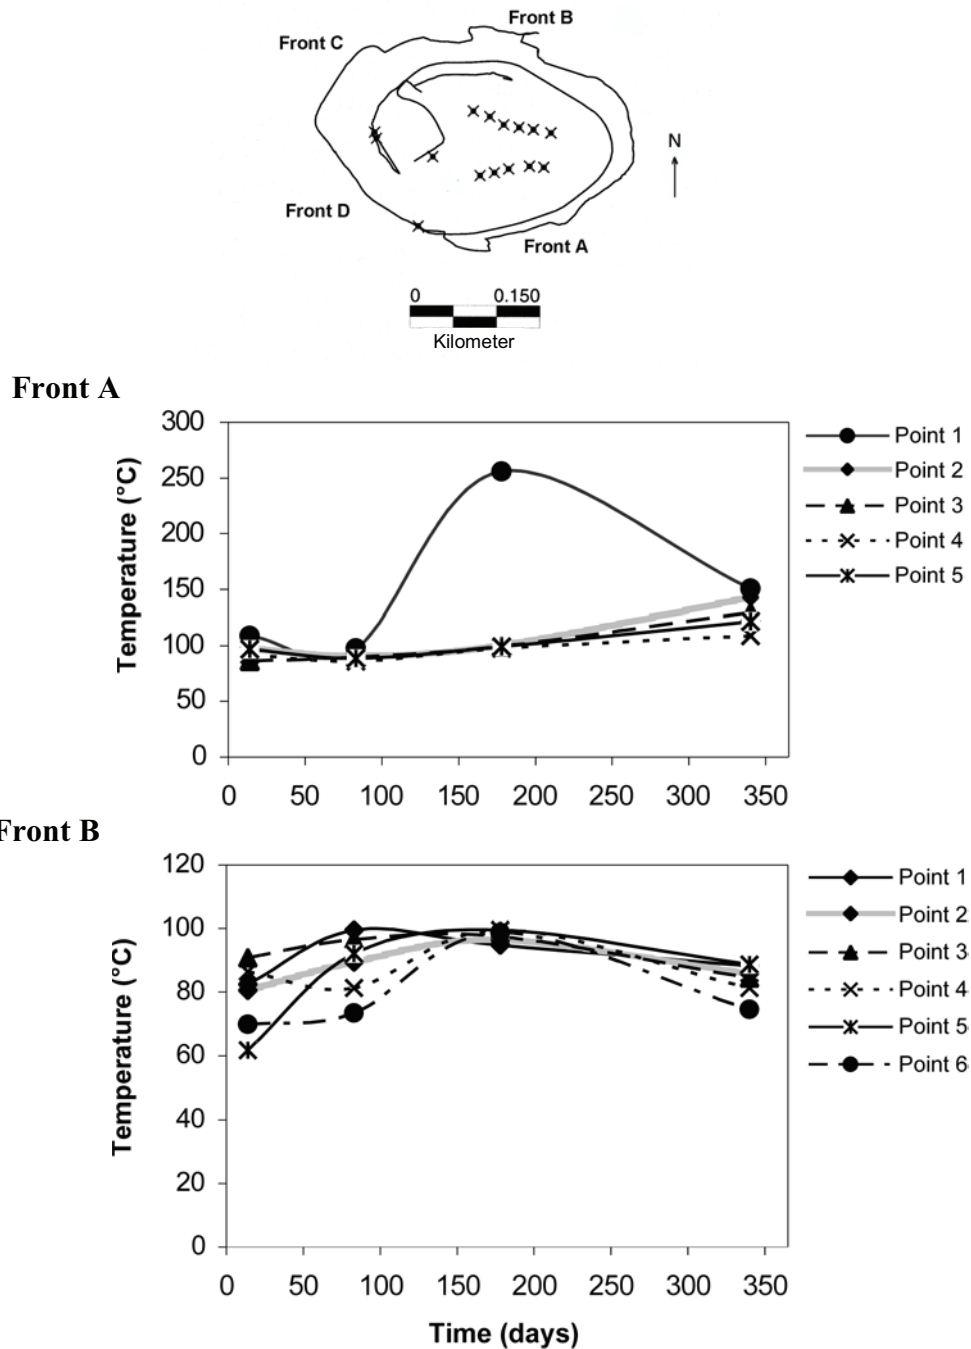 Front B
Front C
N
Front D
Front A
0 0.150
Kilometer
Front A
300
250
200
150
100
50
0
Temperature (°C)
0 50 100 150 200 250 300 350
Point 1
Point 2
Point 3
Point 4
Point 5
Front B
120
100
80
60
40
20
0
Temperature (°C)
0 50 100 150 200 250 300 350
Time (days)
Point 1
Point 2
Point 3
Point 4
Point 5
Point 6